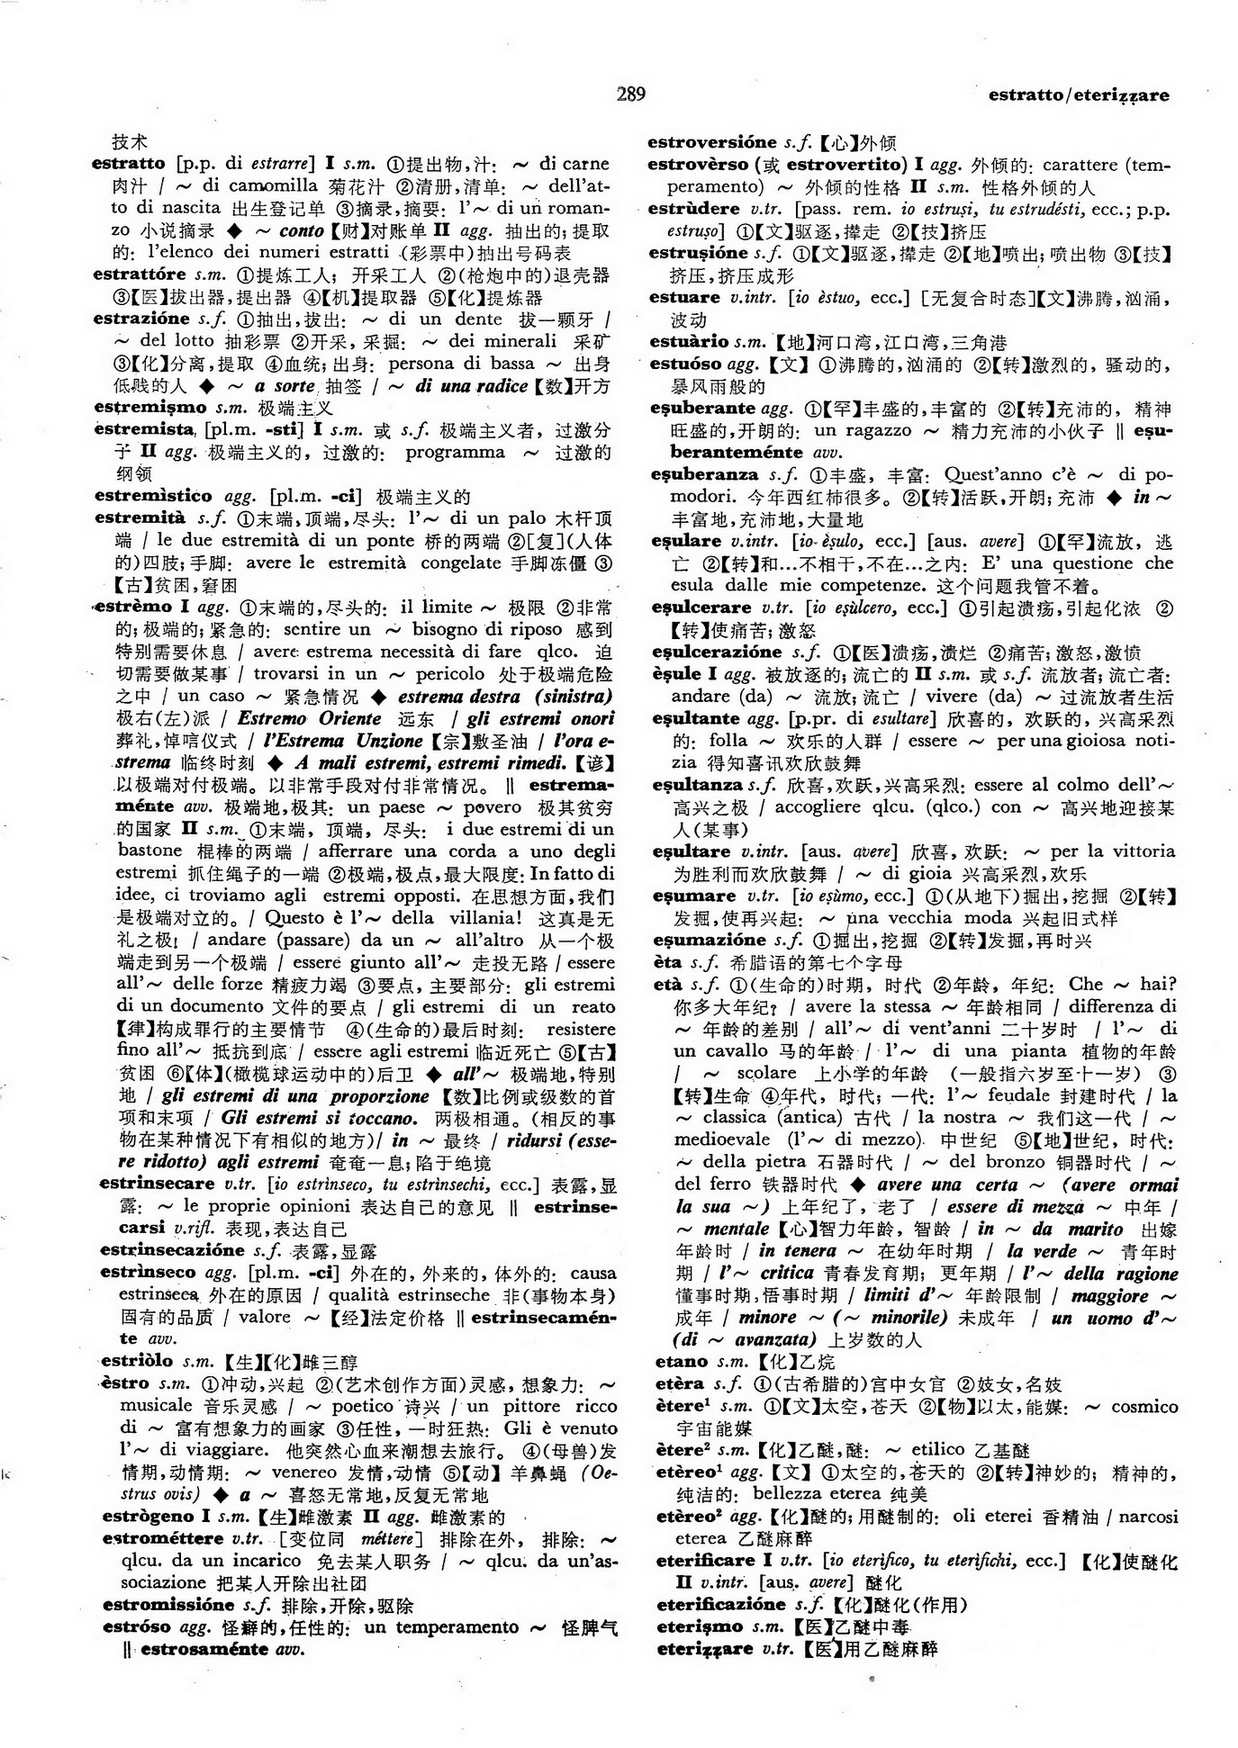 289
estratto/eteriẓẓare
技术
estratto [p.p. di estrarre] I s.m. ①提出物,汁: ~ di carne
肉汁 / ~ di camomilla 菊花汁 ②清册,清单: ~ dell'at-
to di nascita 出生登记单 ③摘录,摘要: l'~ di un roman-
zo 小说摘录 ◆ ~ conto【财】对账单 II agg. 抽出的; 提取
的: l'elenco dei numeri estratti (彩票中)抽出号码表
estrattóre s.m. ①提炼工人; 开采工人 ②(枪炮中的)退壳器
③【医】拔出器,提出器 ④【机】提取器 ⑤【化】提炼器
estrazióne s.f. ①抽出,拔出: ~ di un dente 拔一颗牙 /
~ del lotto 抽彩票 ②开采, 采掘: ~ dei minerali 采矿
③【化】分离,提取 ④血统; 出身: persona di bassa ~ 出身
低贱的人 ◆ ~ a sorte 抽签 / ~ di una radice【数】开方
estremiṣmo s.m. 极端主义
estremista [pl.m. -sti] I s.m. 或 s.f. 极端主义者, 过激分
子 II agg. 极端主义的, 过激的: programma ~ 过激的
纲领
estremìstico agg. [pl.m. -ci] 极端主义的
estremità s.f. ①末端,顶端,尽头: l'~ di un palo 木杆顶
端 / le due estremità di un ponte 桥的两端 ②[复](人体
的)四肢; 手脚: avere le estremità congelate 手脚冻僵 ③
【古】贫困,窘困
estrèmo I agg. ①末端的,尽头的: il limite ~ 极限 ②非常
的; 极端的; 紧急的: sentire un ~ bisogno di riposo 感到
特别需要休息 / avere estrema necessità di fare qlco. 迫
切需要做某事 / trovarsi in un ~ pericolo 处于极端危险
之中 / un caso ~ 紧急情况 ◆ estrema destra (sinistra)
极右(左)派 / Estremo Oriente 远东 / gli estremi onori
葬礼,悼唁仪式 / l'Estrema Unzione【宗】敷圣油 / l'ora e-
strema 临终时刻 ◆ A mali estremi, estremi rimedi.【谚】
以极端对付极端。以非常手段对付非常情况。 ‖ estrema-
ménte avv. 极端地,极其: un paese ~ povero 极其贫穷
的国家 II s.m. ①末端, 顶端, 尽头: i due estremi di un
bastone 棍棒的两端 / afferrare una corda a uno degli
estremi 抓住绳子的一端 ②极端,极点,最大限度: In fatto di
idee, ci troviamo agli estremi opposti. 在思想方面,我们
是极端对立的。/ Questo è l'~ della villania! 这真是无
礼之极! / andare (passare) da un ~ all'altro 从一个极
端走到另一个极端 / essere giunto all'~ 走投无路 / essere
all'~ delle forze 精疲力竭 ③要点, 主要部分: gli estremi
di un documento 文件的要点 / gli estremi di un reato
【律】构成罪行的主要情节 ④(生命的)最后时刻: resistere
fino all'~ 抵抗到底 / essere agli estremi 临近死亡 ⑤【古】
贫困 ⑥【体】(橄榄球运动中的)后卫 ◆ all'~ 极端地,特别
地 / gli estremi di una proporzione【数】比例或级数的首
项和末项 / Gli estremi si toccano. 两极相通。(相反的事
物在某种情况下有相似的地方) / in ~ 最终 / ridursi (esse-
re ridotto) agli estremi 奄奄一息; 陷于绝境
estrinsecare v.tr. [io estrìnseco, tu estrìnsechi, ecc.] 表露,显
露: ~ le proprie opinioni 表达自己的意见 ‖ estrinse-
carsi v.rifl. 表现,表达自己
estrinsecazióne s.f. 表露,显露
estrìnseco agg. [pl.m. -ci] 外在的, 外来的, 体外的: causa
estrinseca 外在的原因 / qualità estrinseche 非(事物本身)
固有的品质 / valore ~【经】法定价格 ‖ estrinsecamén-
te avv.
estriòlo s.m.【生】【化】雌三醇
èstro s.m. ①冲动,兴起 ②(艺术创作方面)灵感, 想象力: ~
musicale 音乐灵感 / ~ poetico 诗兴 / un pittore ricco
di ~ 富有想象力的画家 ③任性, 一时狂热: Gli è venuto
l'~ di viaggiare. 他突然心血来潮想去旅行。 ④(母兽)发
情期,动情期: ~ venereo 发情,动情 ⑤【动】羊鼻蝇 (Oe-
strus ovis) ◆ a ~ 喜怒无常地,反复无常地
estrògeno I s.m.【生】雌激素 II agg. 雌激素的
estrométtere v.tr. [变位同 méttere] 排除在外, 排除: ~
qlcu. da un incarico 免去某人职务 / ~ qlcu. da un'as-
sociazione 把某人开除出社团
estromissióne s.f. 排除,开除,驱除
estróso agg. 怪癖的,任性的: un temperamento ~ 怪脾气
‖ estrosaménte avv.
estroversióne s.f.【心】外倾
estrovèrso (或 estrovertito) I agg. 外倾的: carattere (tem-
peramento) ~ 外倾的性格 II s.m. 性格外倾的人
estrùdere v.tr. [pass. rem. io estruṣi, tu estrudésti, ecc.; p.p.
estruṣo] ①【文】驱逐,撵走 ②【技】挤压
estruṣióne s.f. ①【文】驱逐,撵走 ②【地】喷出; 喷出物 ③【技】
挤压,挤压成形
estuare v.intr. [io èstuo, ecc.] [无复合时态]【文】沸腾,汹涌,
波动
estuàrio s.m.【地】河口湾,江口湾,三角港
estuóso agg.【文】①沸腾的,汹涌的 ②【转】激烈的, 骚动的,
暴风雨般的
eṣuberante agg. ①【罕】丰盛的,丰富的 ②【转】充沛的, 精神
旺盛的,开朗的: un ragazzo ~ 精力充沛的小伙子 ‖ eṣu-
beranteménte avv.
eṣuberanza s.f. ①丰盛, 丰富: Quest'anno c'è ~ di po-
modori. 今年西红柿很多。②【转】活跃,开朗; 充沛 ◆ in ~
丰富地,充沛地,大量地
eṣulare v.intr. [io èṣulo, ecc.] [aus. avere] ①【罕】流放, 逃
亡 ②【转】和...不相干,不在...之内: E' una questione che
esula dalle mie competenze. 这个问题我管不着。
eṣulcerare v.tr. [io eṣùlcero, ecc.] ①引起溃疡,引起化浓 ②
【转】使痛苦; 激怒
eṣulcerazióne s.f. ①【医】溃疡,溃烂 ②痛苦; 激怒,激愤
èṣule I agg. 被放逐的; 流亡的 II s.m. 或 s.f. 流放者; 流亡者:
andare (da) ~ 流放; 流亡 / vivere (da) ~ 过流放者生活
eṣultante agg. [p.pr. di esultare] 欣喜的, 欢跃的, 兴高采烈
的: folla ~ 欢乐的人群 / essere ~ per una gioiosa noti-
zia 得知喜讯欢欣鼓舞
eṣultanza s.f. 欣喜,欢跃,兴高采烈: essere al colmo dell'~
高兴之极 / accogliere qlcu. (qlco.) con ~ 高兴地迎接某
人(某事)
eṣultare v.intr. [aus. avere] 欣喜, 欢跃: ~ per la vittoria
为胜利而欢欣鼓舞 / ~ di gioia 兴高采烈,欢乐
eṣumare v.tr. [io eṣùmo, ecc.] ①(从地下)掘出,挖掘 ②【转】
发掘,使再兴起: ~ una vecchia moda 兴起旧式样
eṣumazióne s.f. ①掘出,挖掘 ②【转】发掘,再时兴
èta s.f. 希腊语的第七个字母
età s.f. ①(生命的)时期, 时代 ②年龄, 年纪: Che ~ hai?
你多大年纪? / avere la stessa ~ 年龄相同 / differenza di
~ 年龄的差别 / all'~ di vent'anni 二十岁时 / l'~ di
un cavallo 马的年龄 / l'~ di una pianta 植物的年龄
/ ~ scolare 上小学的年龄 (一般指六岁至十一岁) ③
【转】生命 ④年代, 时代; 一代: l'~ feudale 封建时代 / la
~ classica (antica) 古代 / la nostra ~ 我们这一代 / ~
medioevale (l'~ di mezzo) 中世纪 ⑤【地】世纪, 时代:
~ della pietra 石器时代 / ~ del bronzo 铜器时代 / ~
del ferro 铁器时代 ◆ avere una certa ~ (avere ormai
la sua ~) 上年纪了, 老了 / essere di meẓẓa ~ 中年 /
~ mentale【心】智力年龄, 智龄 / in ~ da marito 出嫁
年龄时 / in tenera ~ 在幼年时期 / la verde ~ 青年时
期 / l'~ critica 青春发育期; 更年期 / l'~ della ragione
懂事时期,悟事时期 / limiti d'~ 年龄限制 / maggiore ~
成年 / minore ~ (~ minorile) 未成年 / un uomo d'~
(di ~ avanzata) 上岁数的人
etano s.m.【化】乙烷
etèra s.f. ①(古希腊的)宫中女官 ②妓女,名妓
ètere¹ s.m. ①【文】太空,苍天 ②【物】以太,能媒: ~ cosmico
宇宙能媒
ètere² s.m.【化】乙醚,醚: ~ etilico 乙基醚
etèreo¹ agg.【文】①太空的,苍天的 ②【转】神妙的; 精神的,
纯洁的: bellezza eterea 纯美
etèreo² agg.【化】醚的; 用醚制的: oli eterei 香精油 / narcosi
eterea 乙醚麻醉
eterificare I v.tr. [io eterìfico, tu eterìfichi, ecc.] 【化】使醚化
II v.intr. [aus. avere] 醚化
eterificazióne s.f.【化】醚化(作用)
eteriṣmo s.m.【医】乙醚中毒
eteriẓẓare v.tr.【医】用乙醚麻醉